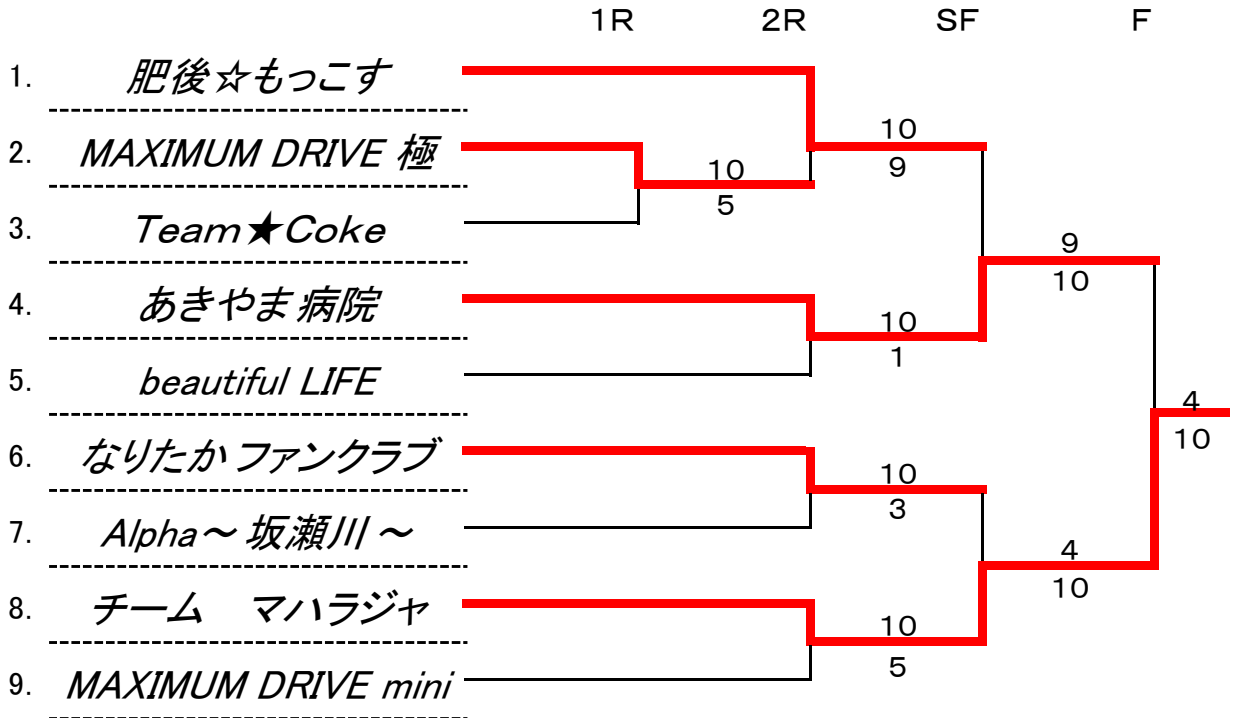 1R 2R SF F
1. 肥後☆もっこす
10
2. MAXIMUM DRIVE 極
9
10
5
3. Team★Coke
9
10
4. あきやま病院
10
1
5. beautiful LIFE
4
10
6. なりたかファンクラブ
10
3
7. Alpha～坂瀬川～
4
10
8. チーム　マハラジャ
10
5
9. MAXIMUM DRIVE mini